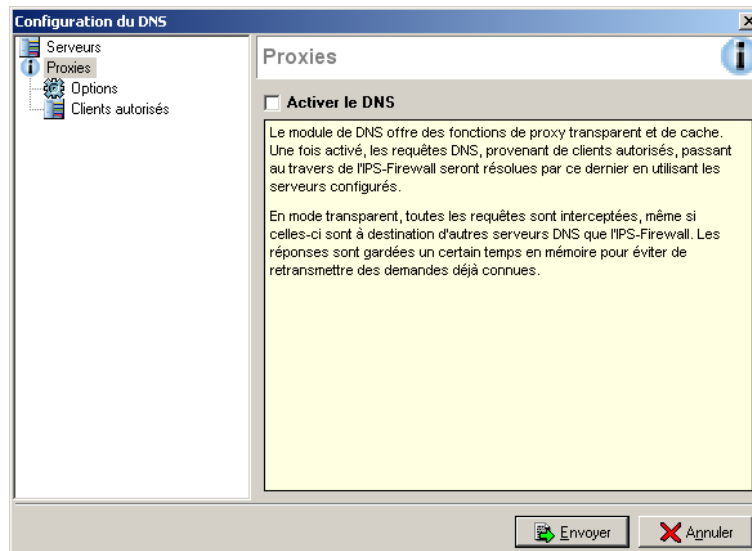 Configuration du DNS
Serveurs
Proxies
Options
Clients autorisés
Proxies
Activer le DNS
Le module de DNS offre des fonctions de proxy transparent et de cache.
Une fois activé, les requêtes DNS, provenant de clients autorisés, passant
au travers de l'IPS-Firewall seront résolues par ce dernier en utilisant les
serveurs configurés.
En mode transparent, toutes les requêtes sont interceptées, même si
celles-ci sont à destination d'autres serveurs DNS que l'IPS-Firewall. Les
réponses sont gardées un certain temps en mémoire pour éviter de
retransmettre des demandes déjà connues.
Envoyer
Annuler